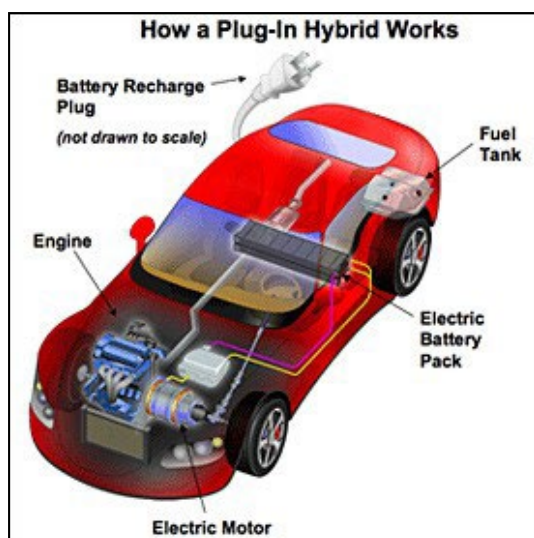 How a Plug-In Hybrid Works
Battery Recharge
Plug
(not drawn to scale)
Fuel
Tank
Engine
Electric
Battery
Pack
Electric Motor